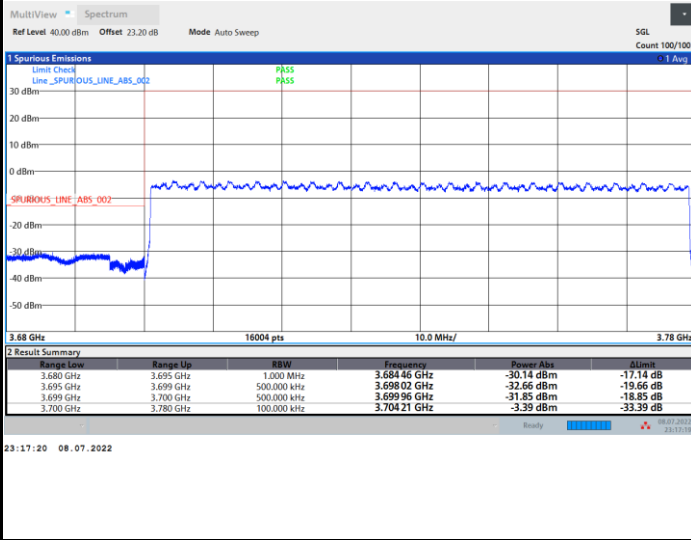 MultiView Spectrum
Ref Level 40.00 dBm Offset 23.20 dB Mode Auto Sweep SGL
Count 100/100
1 Spurious Emissions 1 Avg
Limit Check PASS
Line _SPURIOUS_LINE_ABS_002 PASS
30 dBm
20 dBm
10 dBm
0 dBm
_SPURIOUS_LINE_ABS_002
-20 dBm
-30 dBm
-40 dBm
-50 dBm
3.68 GHz 16004 pts 10.0 MHz/ 3.78 GHz
2 Result Summary
Range Low Range Up RBW Frequency Power Abs ΔLimit
3.680 GHz 3.695 GHz 1.000 MHz 3.684 46 GHz -30.14 dBm -17.14 dB
3.695 GHz 3.699 GHz 500.000 kHz 3.698 02 GHz -32.66 dBm -19.66 dB
3.699 GHz 3.700 GHz 500.000 kHz 3.699 96 GHz -31.85 dBm -18.85 dB
3.700 GHz 3.780 GHz 100.000 kHz 3.704 21 GHz -3.39 dBm -33.39 dB
Ready 08.07.2022
23:17:19
23:17:20 08.07.2022